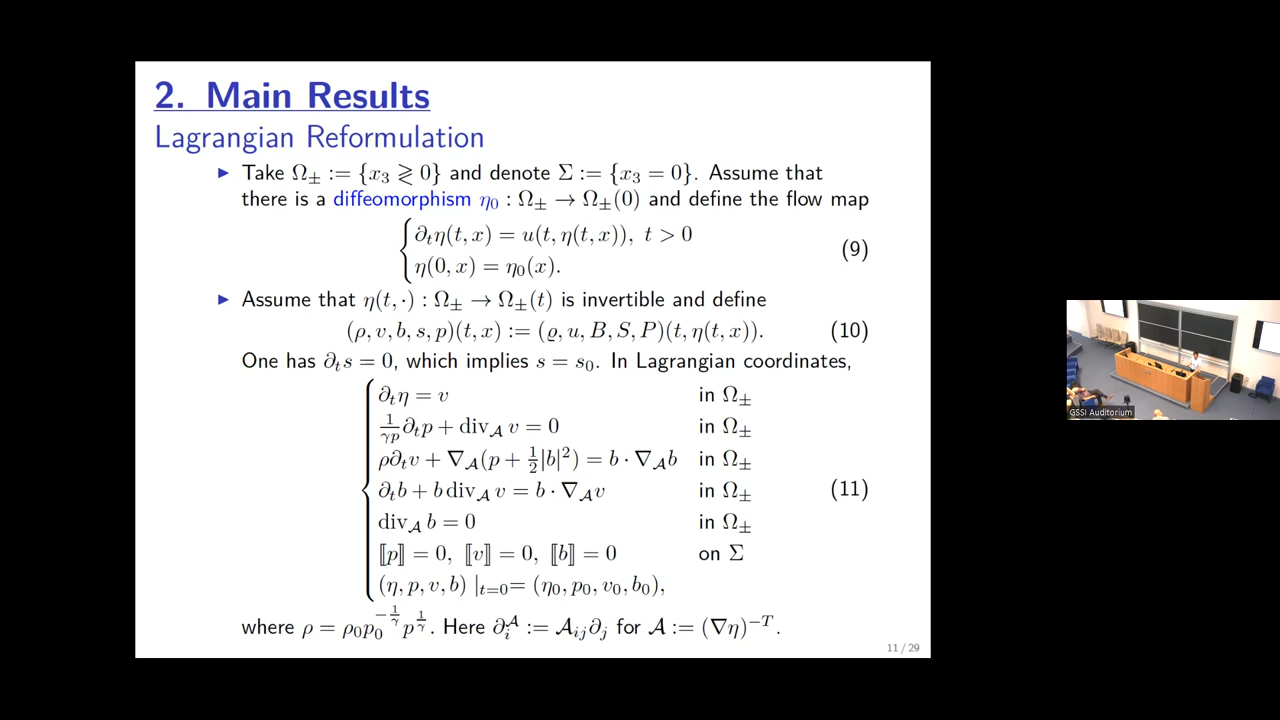 2. Main Results
Lagrangian Reformulation
▶ Take Ω± := {x₃ ≷ 0} and denote Σ := {x₃ = 0}. Assume that
there is a diffeomorphism η₀ : Ω± → Ω±(0) and define the flow map
{ ∂ₜη(t, x) = u(t, η(t, x)), t > 0
η(0, x) = η₀(x). (9)
▶ Assume that η(t, ·) : Ω± → Ω±(t) is invertible and define
(ρ, v, b, s, p)(t, x) := (ϱ, u, B, S, P)(t, η(t, x)). (10)
One has ∂ₜs = 0, which implies s = s₀. In Lagrangian coordinates,
∂ₜη = v in Ω±
1/(γp) ∂ₜp + div_𝒜 v = 0 in Ω±
ρ∂ₜv + ∇_𝒜(p + ½|b|²) = b · ∇_𝒜b in Ω±
∂ₜb + b div_𝒜 v = b · ∇_𝒜v in Ω± (11)
div_𝒜 b = 0 in Ω±
⟦p⟧ = 0, ⟦v⟧ = 0, ⟦b⟧ = 0 on Σ
(η, p, v, b) |ₜ₌₀= (η₀, p₀, v₀, b₀),
where ρ = ρ₀p₀^{-1/γ} p^{1/γ}. Here ∂ᵢ^𝒜 := 𝒜ᵢⱼ∂ⱼ for 𝒜 := (∇η)^{-T}.
11 / 29
GSSI Auditorium